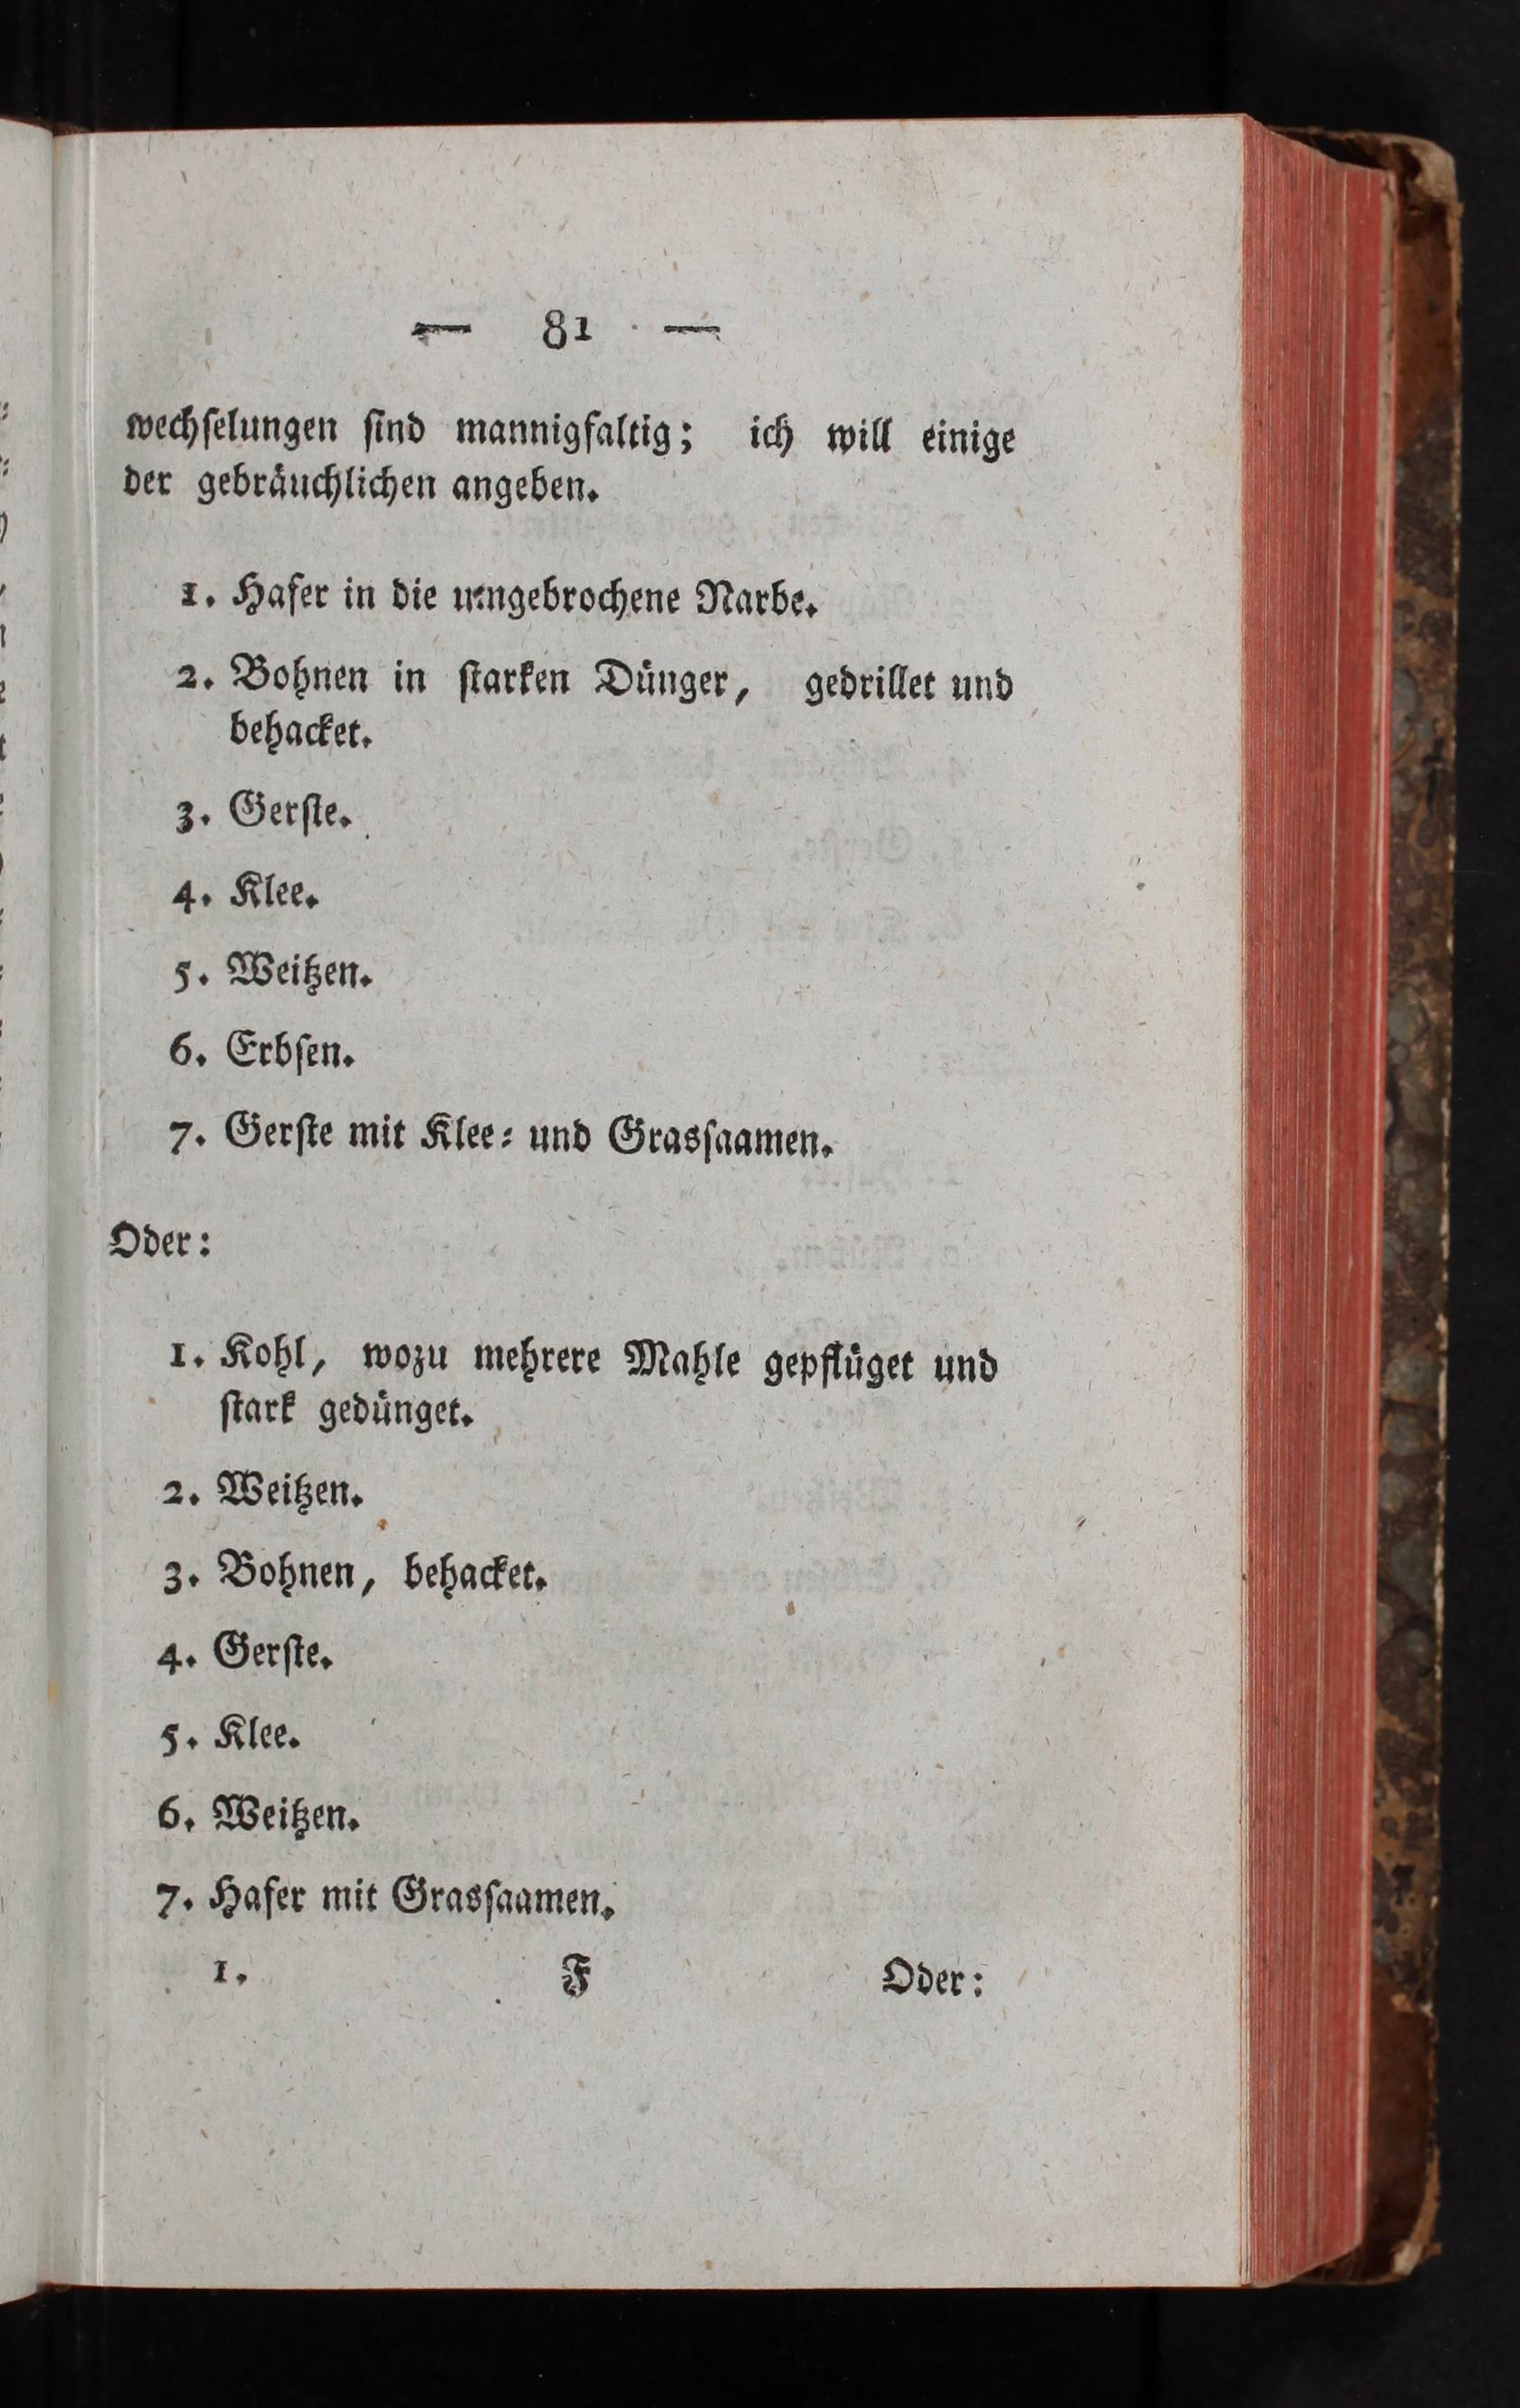 — 81 —
wechſelungen ſind mannigfaltig; ich will einige
der gebräuchlichen angeben.
1. Hafer in die umgebrochene Narbe.
2. Bohnen in ſtarken Dünger, gedrillet und
behacket.
3. Gerſte.
4. Klee.
5. Weitzen.
6. Erbſen.
7. Gerſte mit Klee- und Grasſaamen.
Oder:
1. Kohl, wozu mehrere Mahle gepflüget und
ſtark gedünget.
2. Weitzen.
3. Bohnen, behacket.
4. Gerſte.
5. Klee.
6. Weitzen.
7. Hafer mit Grasſaamen.
1. F Oder: